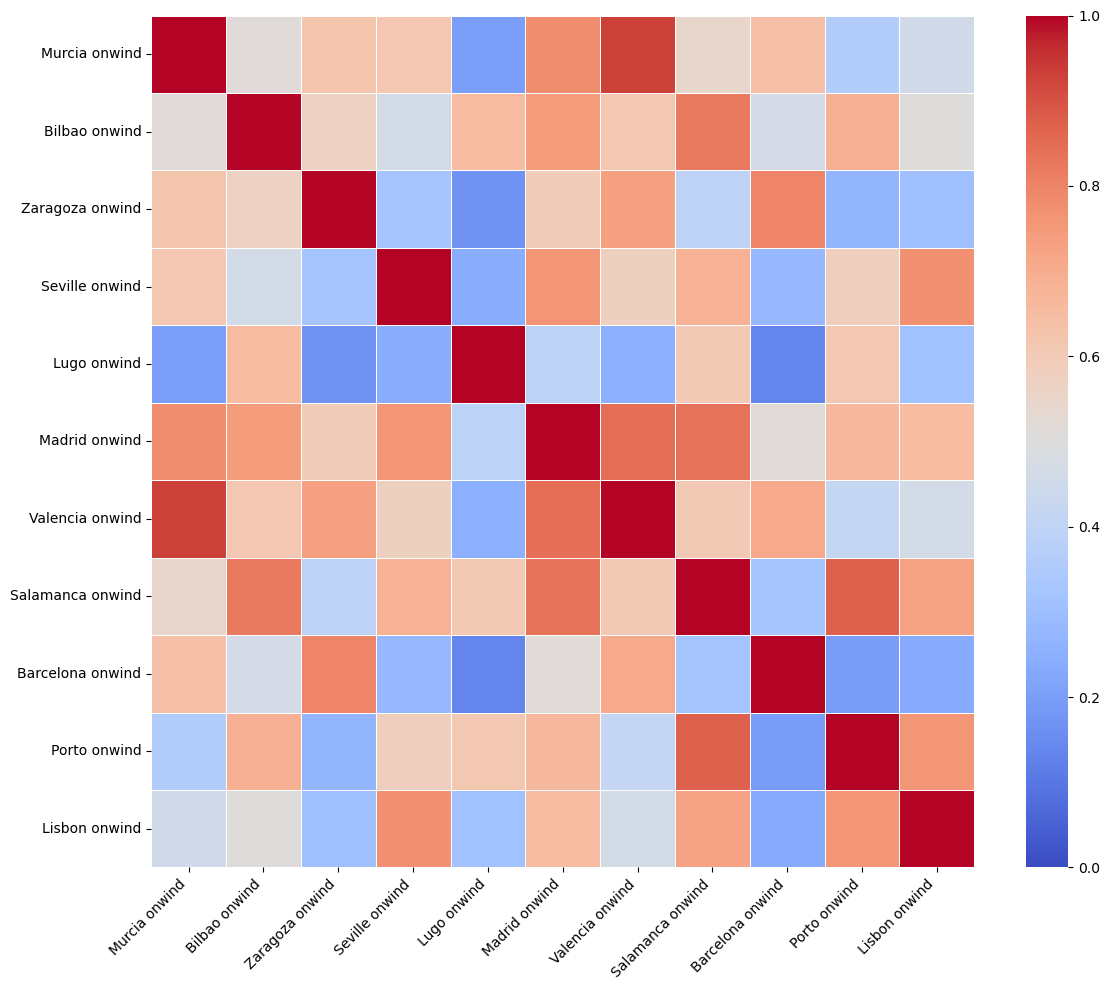 Murcia onwind
Bilbao onwind
Zaragoza onwind
Seville onwind
Lugo onwind
Madrid onwind
Valencia onwind
Salamanca onwind
Barcelona onwind
Porto onwind
Lisbon onwind
Murcia onwind
Bilbao onwind
Zaragoza onwind
Seville onwind
Lugo onwind
Madrid onwind
Valencia onwind
Salamanca onwind
Barcelona onwind
Porto onwind
Lisbon onwind
1.0
0.8
0.6
0.4
0.2
0.0